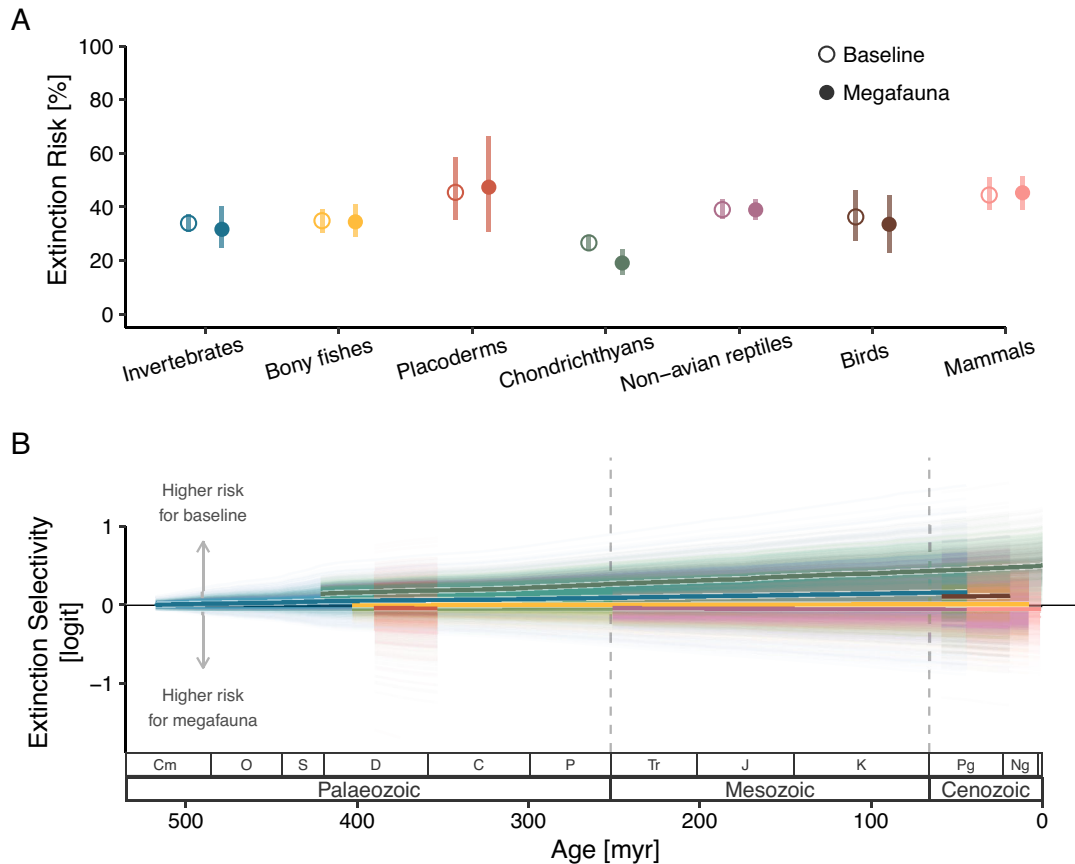 A
Extinction Risk [%]
100
80
60
40
20
0
Baseline
Megafauna
Invertebrates
Bony fishes
Placoderms
Chondrichthyans
Non−avian reptiles
Birds
Mammals
B
Extinction Selectivity
[logit]
1
0
−1
Higher risk
for baseline
Higher risk
for megafauna
Cm O S D C P Tr J K Pg Ng
Palaeozoic Mesozoic Cenozoic
500 400 300 200 100 0
Age [myr]